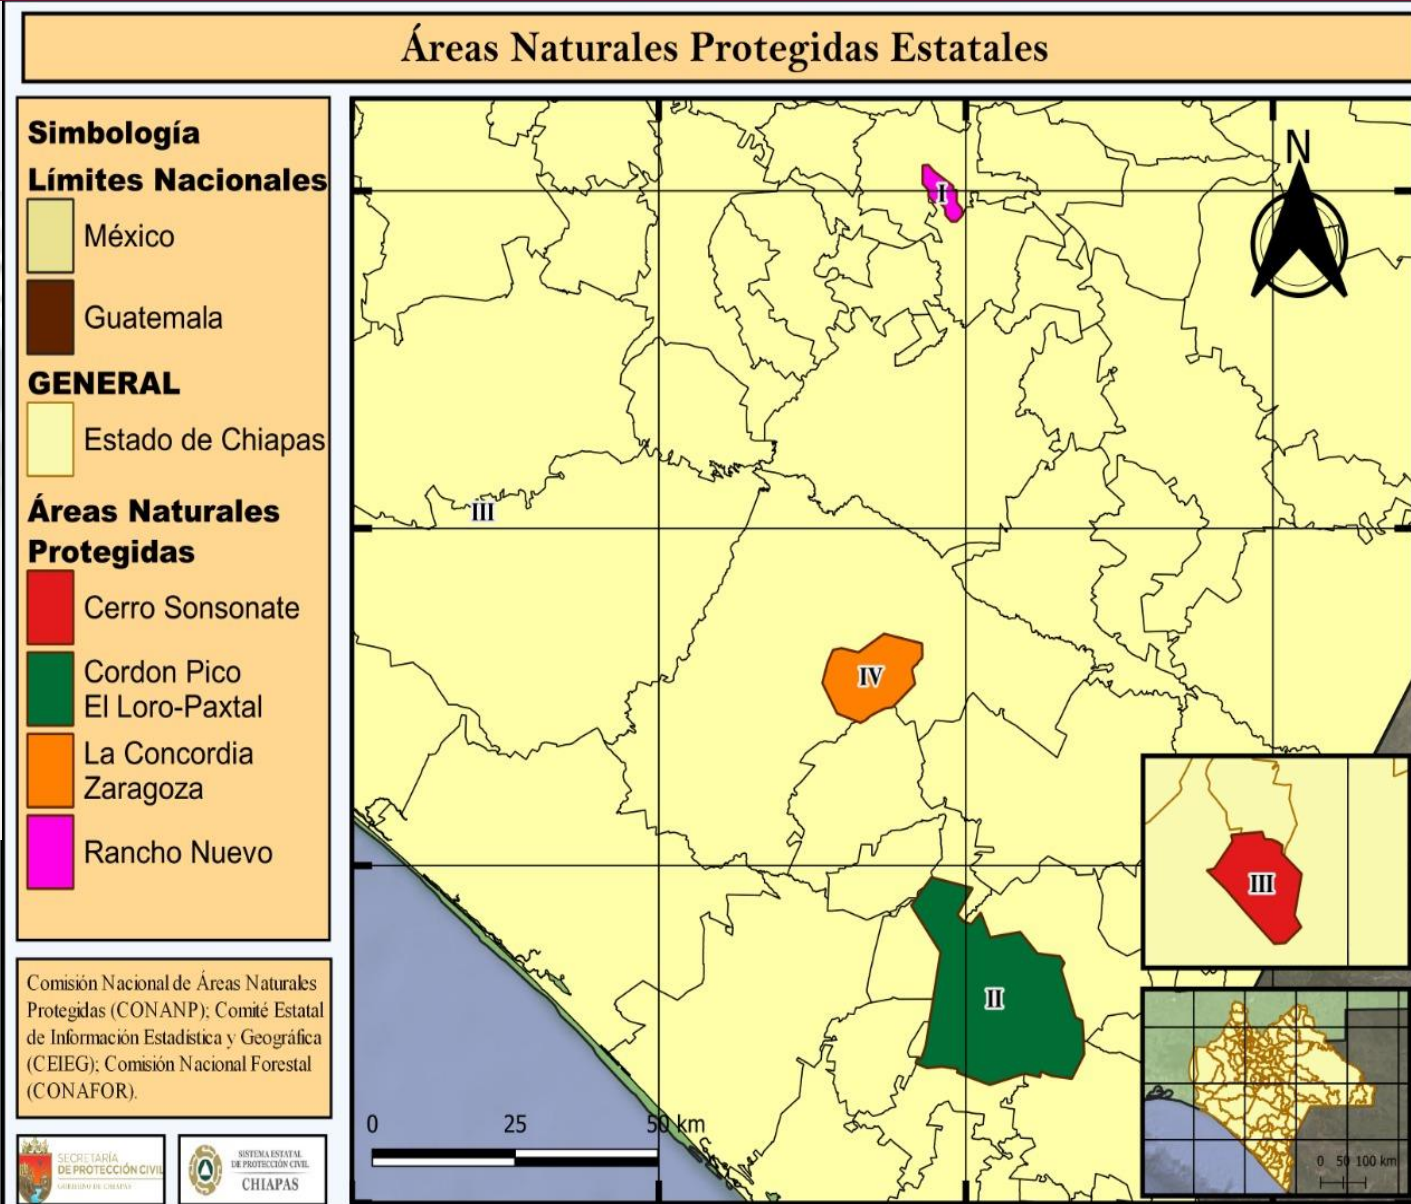 Áreas Naturales Protegidas Estatales
Simbología
Límites Nacionales
México
Guatemala
GENERAL
Estado de Chiapas
Áreas Naturales
Protegidas
Cerro Sonsonate
Cordon Pico
El Loro-Paxtal
La Concordia
Zaragoza
Rancho Nuevo
Comisión Nacional de Áreas Naturales
Protegidas (CONANP); Comité Estatal
de Información Estadística y Geográfica
(CEIEG); Comisión Nacional Forestal
(CONAFOR).
SECRETARÍA
DE PROTECCIÓN CIVIL
GOBIERNO DE CHIAPAS
SISTEMA ESTATAL
DE PROTECCIÓN CIVIL
CHIAPAS
N
I
III
IV
III
II
0 25 50 km
0 50 100 km